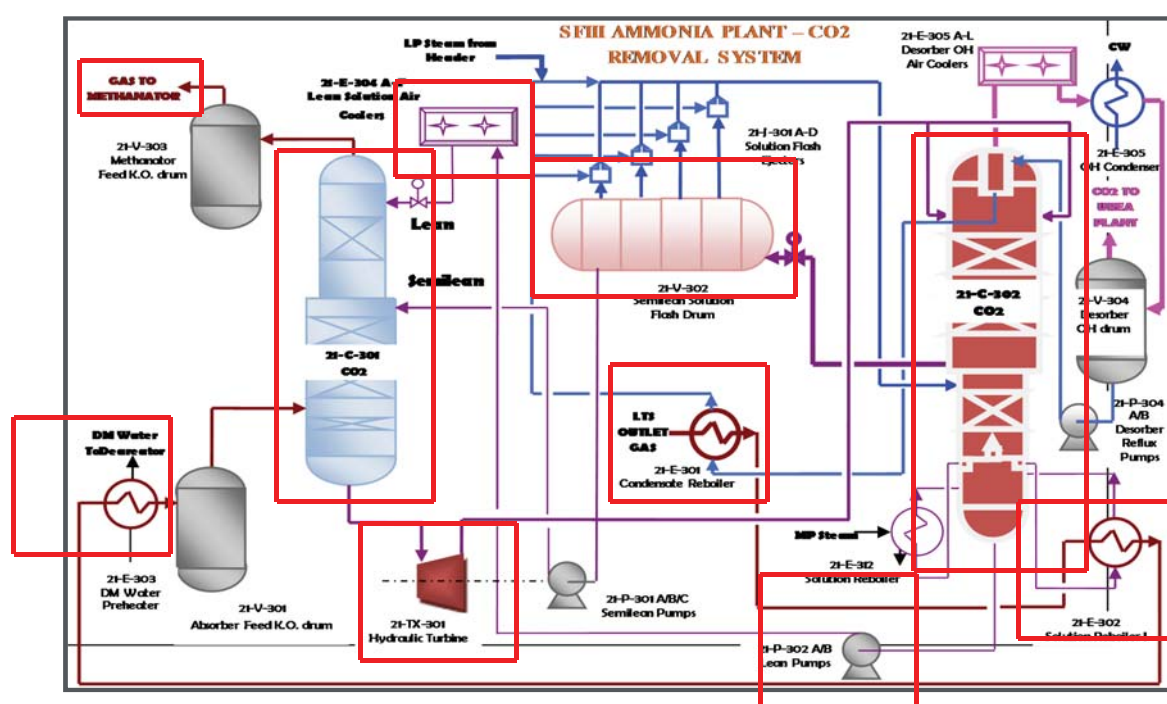 SFIII AMMONIA PLANT – CO2
REMOVAL SYSTEM
LP Steam from
Header
21-E-305 A-L
Desorber OH
Air Coolers
CW
GAS TO
METHANATOR
Lean Solution Air
Coolers
21-V-303
Methanator
Feed K.O. drum
21-J-301 A-D
Solution Flash
Ejectors
21-E-305
OH Condenser
CO2 TO
UREA
PLANT
Lean
Semilean
21-V-302
Semilean Solution
Flash Drum
21-C-302
CO2
21-V-304
Desorber
OH drum
21-C-301
CO2
21-P-304
A/B
Desorber
Reflux
Pumps
LTS
OUTLET
GAS
21-E-301
Condensate Reboiler
DM Water
MP Steam
21-E-312
Solution Reboiler
21-E-303
DM Water
Preheater
21-V-301
Absorber Feed K.O. drum
21-TX-301
Hydraulic Turbine
21-P-301 A/B/C
Semilean Pumps
21-P-302 A/B
Lean Pumps
21-E-302